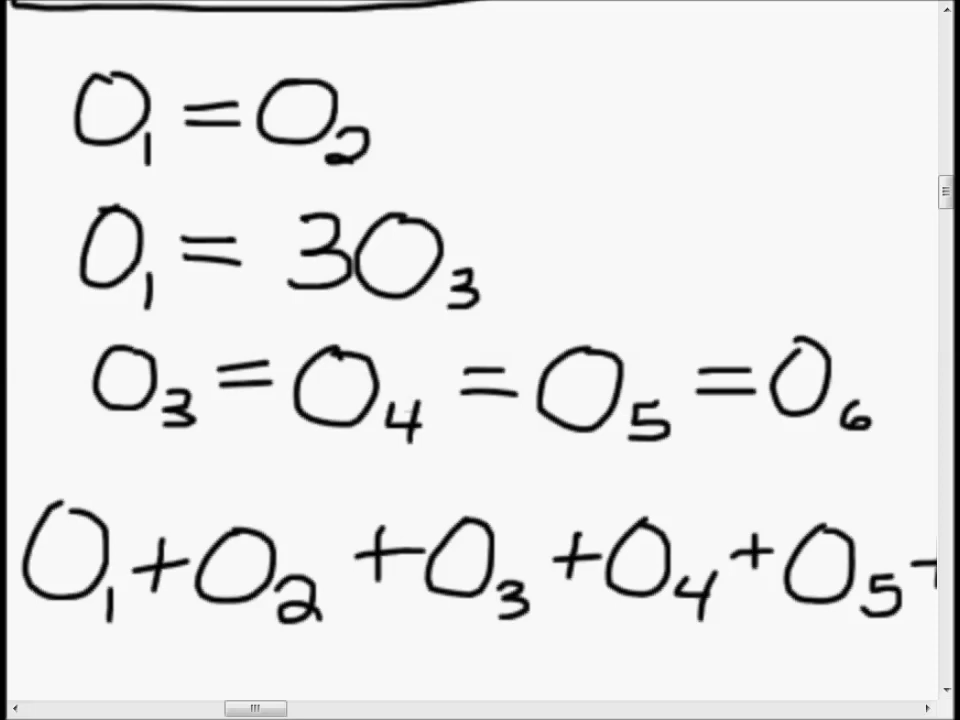 O₁ = O₂
O₁ = 3O₃
O₃ = O₄ = O₅ = O₆
O₁ + O₂ + O₃ + O₄ + O₅ +